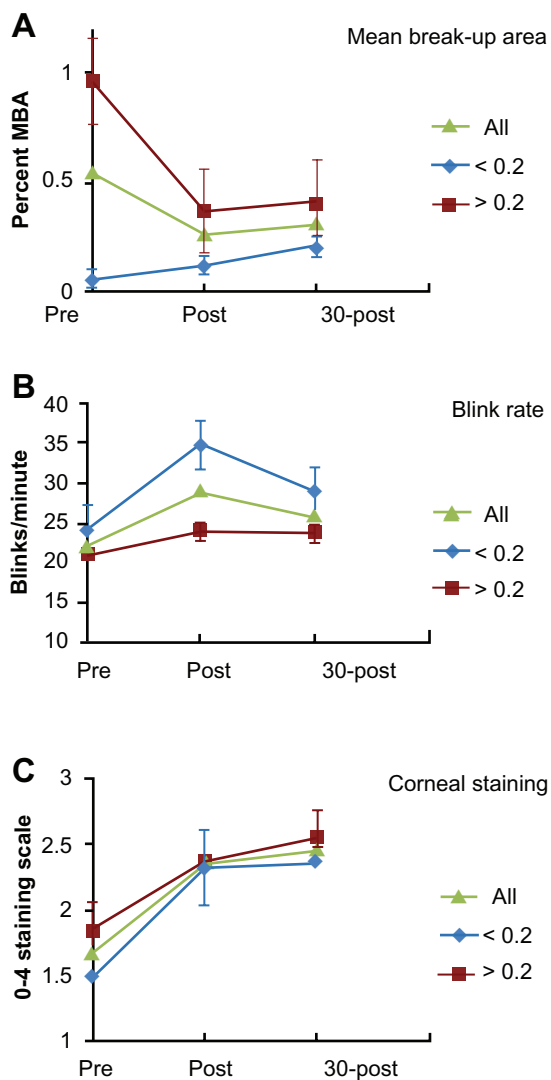 A
Mean break-up area
Percent MBA
1
0.5
0
Pre
Post
30-post
All
< 0.2
> 0.2
B
Blink rate
Blinks/minute
40
35
30
25
20
15
10
Pre
Post
30-post
All
< 0.2
> 0.2
C
Corneal staining
0-4 staining scale
3
2.5
2
1.5
1
Pre
Post
30-post
All
< 0.2
> 0.2